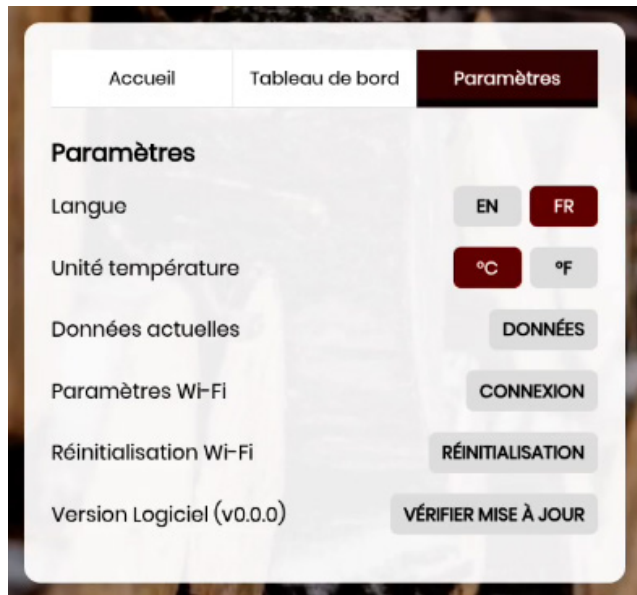 Accueil Tableau de bord Paramètres
Paramètres
Langue EN FR
Unité température °C °F
Données actuelles DONNÉES
Paramètres Wi-Fi CONNEXION
Réinitialisation Wi-Fi RÉINITIALISATION
Version Logiciel (v0.0.0) VÉRIFIER MISE À JOUR